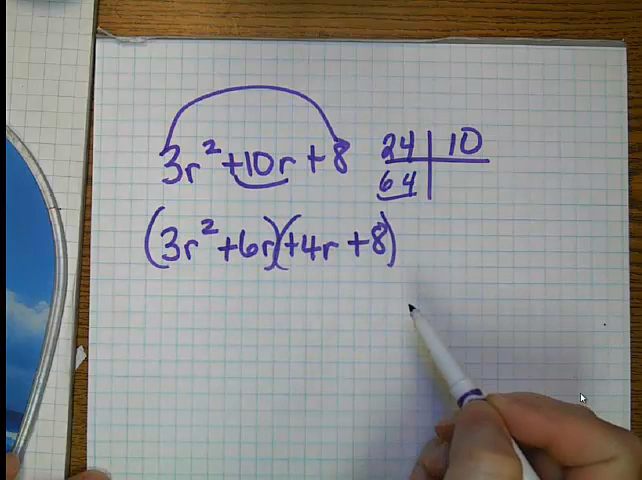 3r² + 10r + 8
24 | 10
6 4
(3r² + 6r)(+4r + 8)